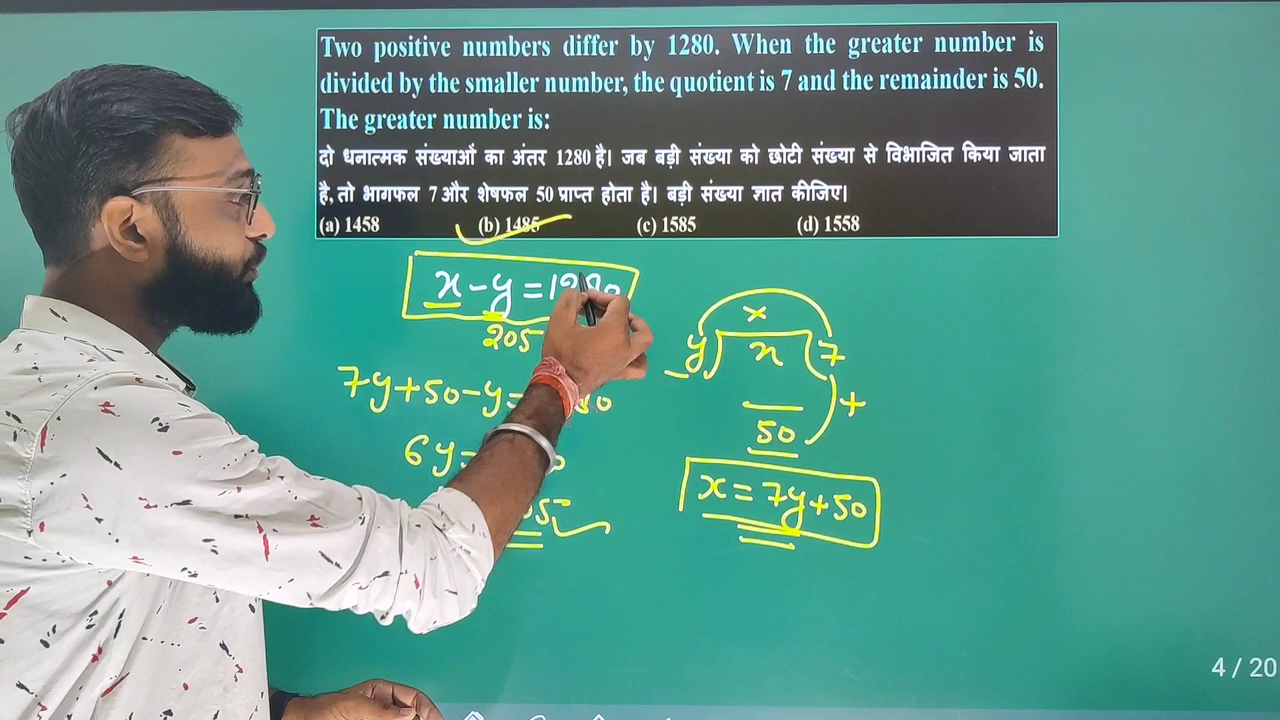 Two positive numbers differ by 1280. When the greater number is
divided by the smaller number, the quotient is 7 and the remainder is 50.
The greater number is:
दो धनात्मक संख्याओं का अंतर 1280 है। जब बड़ी संख्या को छोटी संख्या से विभाजित किया जाता
है, तो भागफल 7 और शेषफल 50 प्राप्त होता है। बड़ी संख्या ज्ञात कीजिए।
(a) 1458 (b) 1485 (c) 1585 (d) 1558
x - y =
205
7y+50-y=
6y=
x
y) x (7
+
50
x = 7y+50
4 / 20